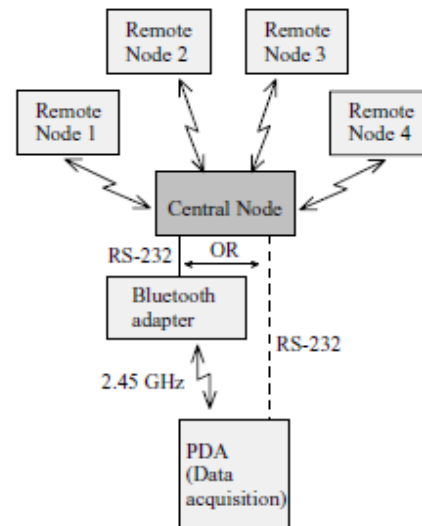 Remote
Node 2
Remote
Node 3
Remote
Node 1
Remote
Node 4
Central Node
RS-232
OR
Bluetooth
adapter
RS-232
2.45 GHz
PDA
(Data
acquisition)